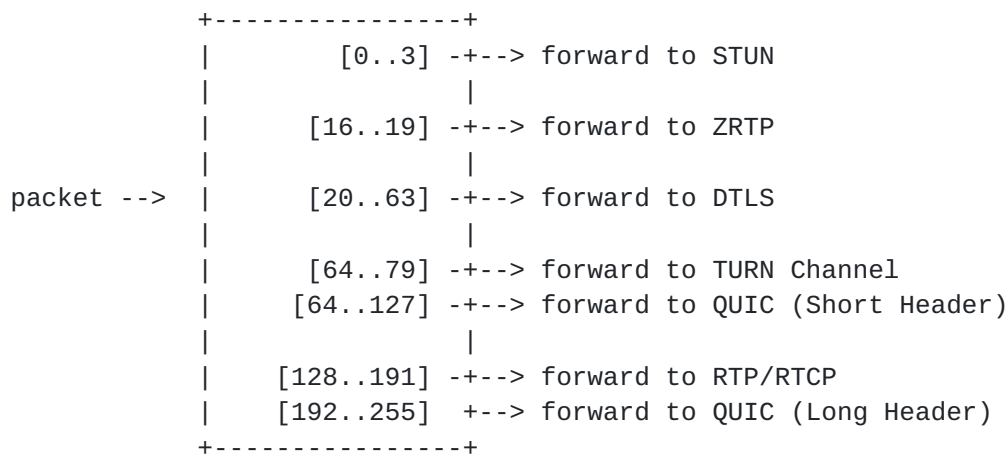 +----------------+
            |        [0..3] -+--> forward to STUN
            |                |
            |      [16..19] -+--> forward to ZRTP
            |                |
packet -->  |      [20..63] -+--> forward to DTLS
            |                |
            |      [64..79] -+--> forward to TURN Channel
            |     [64..127] -+--> forward to QUIC (Short Header)
            |                |
            |    [128..191] -+--> forward to RTP/RTCP
            |    [192..255]  +--> forward to QUIC (Long Header)
            +----------------+